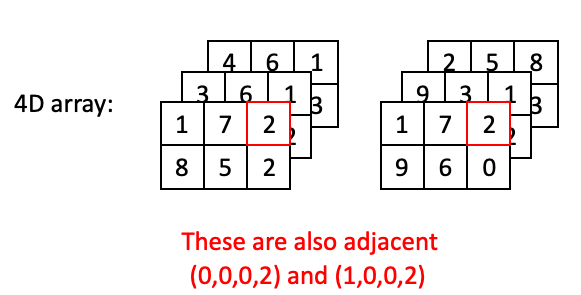 4 6 1 2 5 8
3 6 1 3 9 3 1 3
4D array: 1 7 2 2 1 7 2 2
8 5 2 9 6 0
These are also adjacent
(0,0,0,2) and (1,0,0,2)